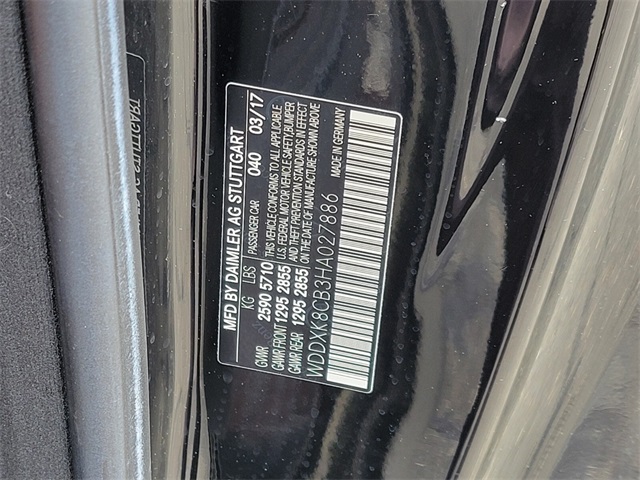 MFD BY DAIMLER AG STUTTGART
KG LBS PASSENGER CAR 040 03/17
GVWR 2590 5710 THIS VEHICLE CONFORMS TO ALL APPLICABLE
GAWR FRONT 1295 2855 U.S. FEDERAL MOTOR VEHICLE SAFETY, BUMPER
GAWR REAR 1295 2855 AND THEFT PREVENTION STANDARDS IN EFFECT
ON THE DATE OF MANUFACTURE SHOWN ABOVE
WDDXK8CB3HA027886 MADE IN GERMANY